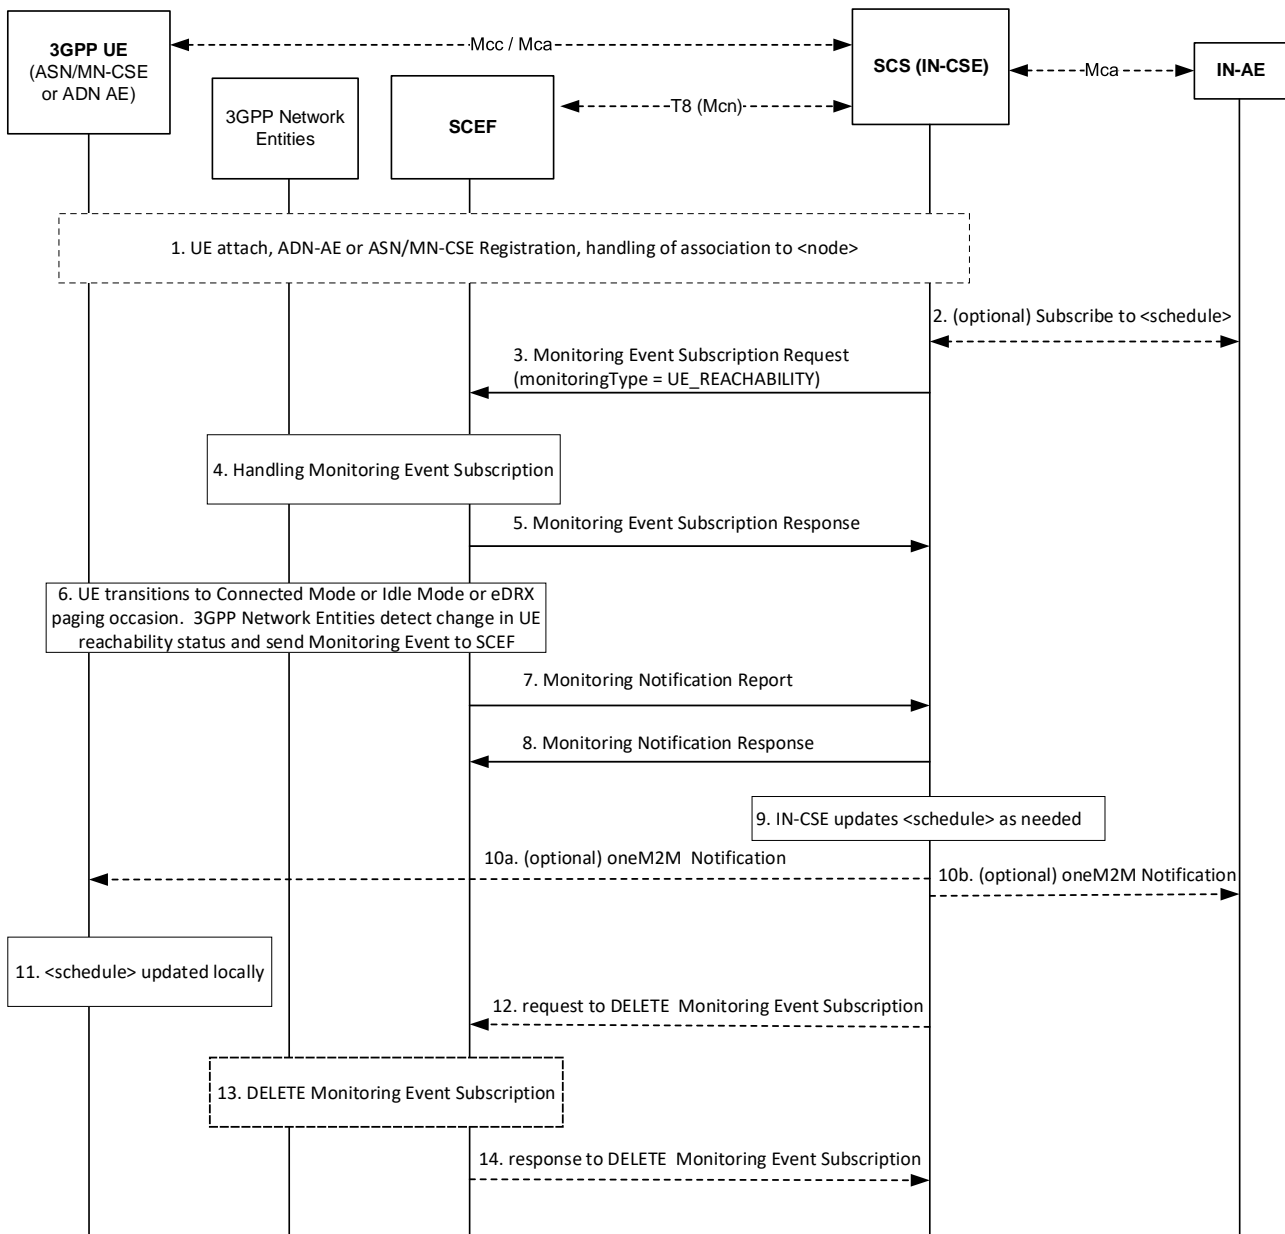 3GPP UE
(ASN/MN-CSE
or ADN AE)
Mcc / Mca
SCS (IN-CSE)
Mca
IN-AE
3GPP Network
Entities
SCEF
T8 (Mcn)
1. UE attach, ADN-AE or ASN/MN-CSE Registration, handling of association to <node>
2. (optional) Subscribe to <schedule>
3. Monitoring Event Subscription Request
(monitoringType = UE_REACHABILITY)
4. Handling Monitoring Event Subscription
5. Monitoring Event Subscription Response
6. UE transitions to Connected Mode or Idle Mode or eDRX
paging occasion.  3GPP Network Entities detect change in UE
reachability status and send Monitoring Event to SCEF
7. Monitoring Notification Report
8. Monitoring Notification Response
9. IN-CSE updates <schedule> as needed
10a. (optional) oneM2M  Notification
10b. (optional) oneM2M Notification
11. <schedule> updated locally
12. request to DELETE  Monitoring Event Subscription
13. DELETE Monitoring Event Subscription
14. response to DELETE  Monitoring Event Subscription